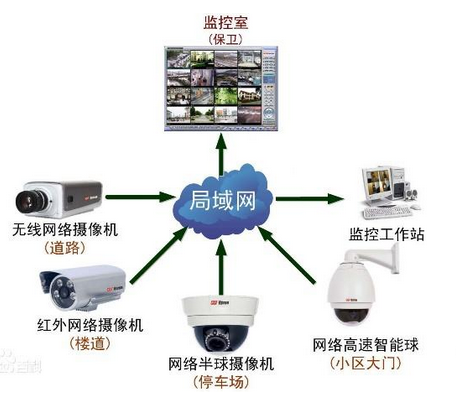 监控室
(保卫)
局域网
无线网络摄像机
(道路)
监控工作站
红外网络摄像机
(楼道)
网络半球摄像机
(停车场)
网络高速智能球
(小区大门)